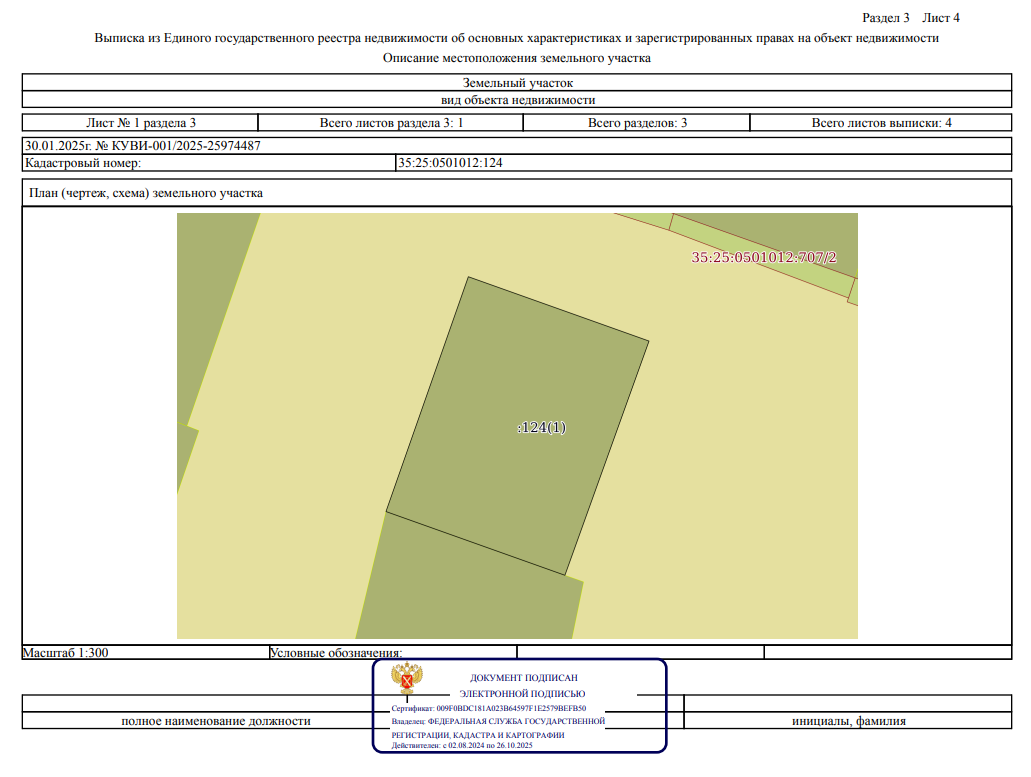 Раздел 3 Лист 4
Выписка из Единого государственного реестра недвижимости об основных характеристиках и зарегистрированных правах на объект недвижимости
Описание местоположения земельного участка
Земельный участок
вид объекта недвижимости
Лист № 1 раздела 3 Всего листов раздела 3: 1 Всего разделов: 3 Всего листов выписки: 4
30.01.2025г. № КУВИ-001/2025-25974487
Кадастровый номер: 35:25:0501012:124
План (чертеж, схема) земельного участка
35:25:0501012:707/2
:124(1)
Масштаб 1:300 Условные обозначения:
ДОКУМЕНТ ПОДПИСАН
ЭЛЕКТРОННОЙ ПОДПИСЬЮ
Сертификат: 009F0BDC181A023B64597F1E2579BEFB50
Владелец: ФЕДЕРАЛЬНАЯ СЛУЖБА ГОСУДАРСТВЕННОЙ
РЕГИСТРАЦИИ, КАДАСТРА И КАРТОГРАФИИ
Действителен: с 02.08.2024 по 26.10.2025
полное наименование должности инициалы, фамилия